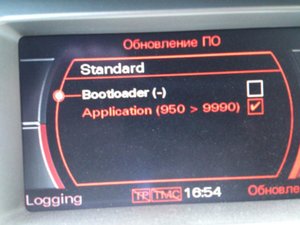 Обновление ПО
Standard
Bootloader (-)
Application (950 > 9990)
Logging TP TMC 16:54 Обновле